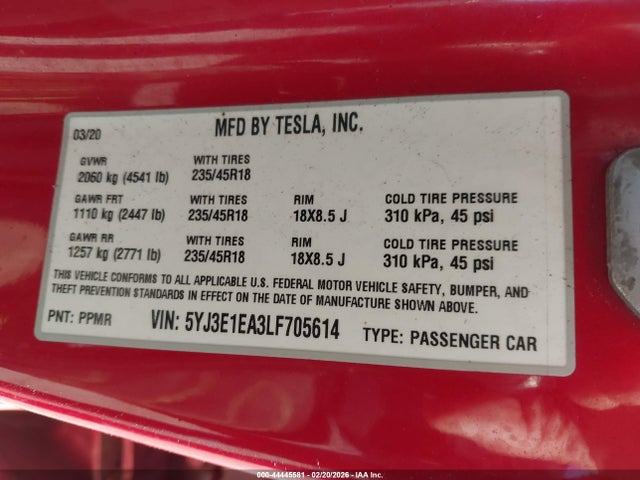 MFD BY TESLA, INC.
03/20
GVWR WITH TIRES
2060 kg (4541 lb) 235/45R18
GAWR FRT WITH TIRES RIM COLD TIRE PRESSURE
1110 kg (2447 lb) 235/45R18 18X8.5 J 310 kPa, 45 psi
GAWR RR WITH TIRES RIM COLD TIRE PRESSURE
1257 kg (2771 lb) 235/45R18 18X8.5 J 310 kPa, 45 psi
THIS VEHICLE CONFORMS TO ALL APPLICABLE U.S. FEDERAL MOTOR VEHICLE SAFETY, BUMPER, AND
THEFT PREVENTION STANDARDS IN EFFECT ON THE DATE OF MANUFACTURE SHOWN ABOVE.
PNT: PPMR VIN: 5YJ3E1EA3LF705614 TYPE: PASSENGER CAR
000-44445581 - 02/20/2026 - IAA Inc.